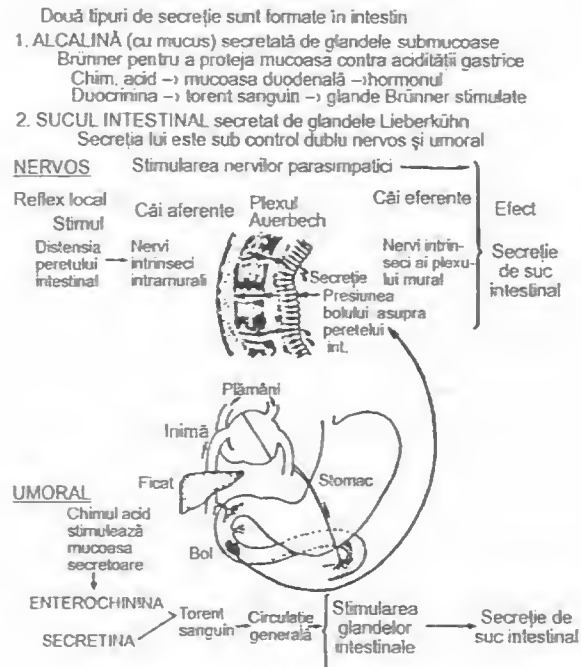 Două tipuri de secreție sunt formate în intestin
1. ALCALINĂ (cu mucus) secretată de glandele submucoase
Brünner pentru a proteja mucoasa contra acidității gastrice
Chim. acid → mucoasa duodenală →hormonul
Duocrinina → torent sanguin → glande Brünner stimulate
2. SUCUL INTESTINAL secretat de glandele Lieberkühn
Secreția lui este sub control dublu nervos și umoral
NERVOS
Stimularea nervilor parasimpatici
Reflex local
Stimul
Căi aferente
Plexul
Auerbech
Căi eferente
Efect
Distensia
peretului
intestinal
Nervi
intrinseci
intramurali
Secreție
Presiunea
bolului asupra
peretelui
int.
Nervi intrin-
seci ai plexu-
lui mural
Secreție
de suc
intestinal
Plămâni
Inimă
Ficat
Stomac
Bol
UMORAL
Chimul acid
stimulează
mucoasa
secretoare
ENTEROCHININA
SECRETINA
Torent
sanguin
Circulație
generală
Stimularea
glandelor
intestinale
Secreție de
suc intestinal